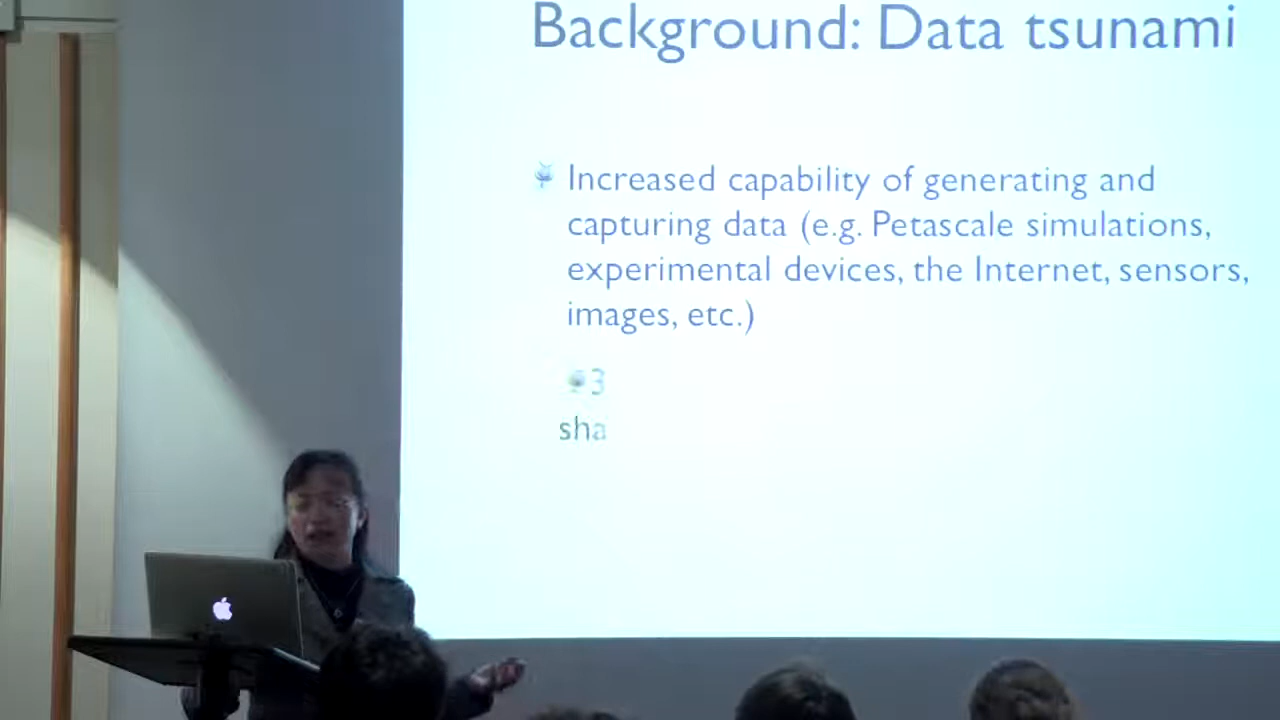 Background: Data tsunami
Increased capability of generating and
capturing data (e.g. Petascale simulations,
experimental devices, the Internet, sensors,
images, etc.)
3
sha